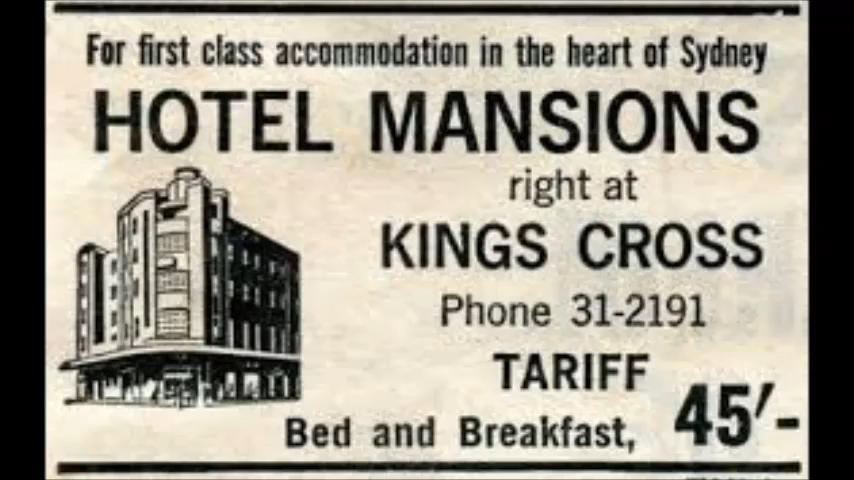 For first class accommodation in the heart of Sydney
HOTEL MANSIONS
right at
KINGS CROSS
Phone 31-2191
TARIFF
Bed and Breakfast, 45'-